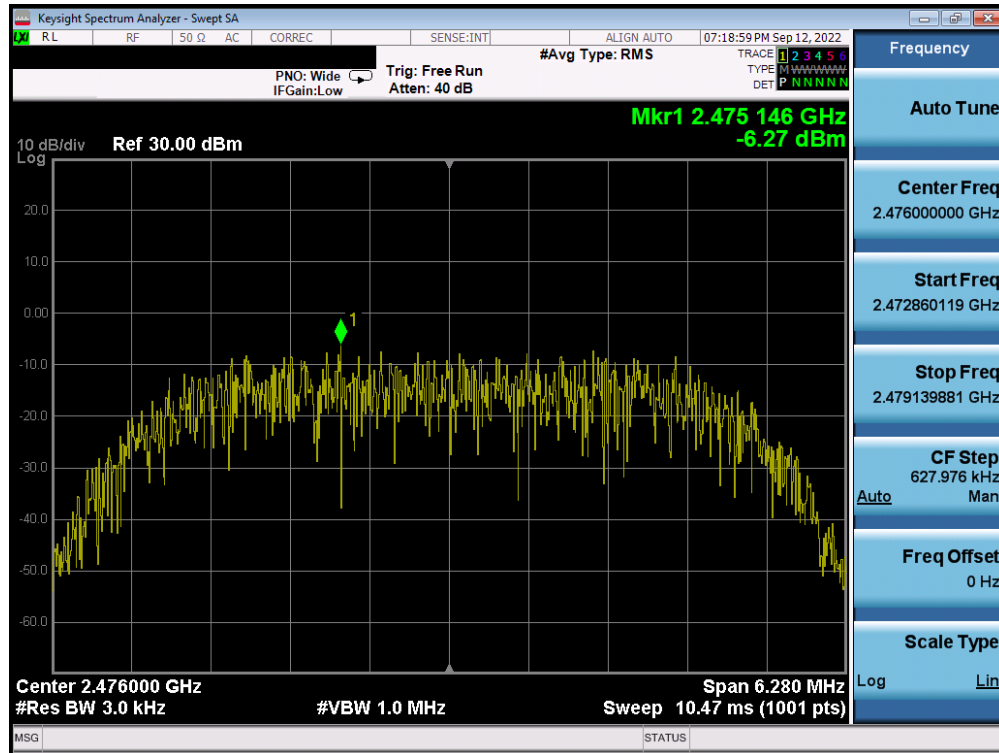 Keysight Spectrum Analyzer - Swept SA
LXI RL RF 50 Ω AC CORREC SENSE:INT ALIGN AUTO 07:18:59 PM Sep 12, 2022
#Avg Type: RMS
TRACE 1 2 3 4 5 6
TYPE M WWWWW
DET P N N N N N
PNO: Wide
IFGain:Low
Trig: Free Run
Atten: 40 dB
Mkr1 2.475 146 GHz
-6.27 dBm
10 dB/div Ref 30.00 dBm
Log
20.0
10.0
0.00
-10.0
-20.0
-30.0
-40.0
-50.0
-60.0
1
Center 2.476000 GHz Span 6.280 MHz
#Res BW 3.0 kHz #VBW 1.0 MHz Sweep 10.47 ms (1001 pts)
MSG STATUS
Frequency
Auto Tune
Center Freq
2.476000000 GHz
Start Freq
2.472860119 GHz
Stop Freq
2.479139881 GHz
CF Step
627.976 kHz
Auto Man
Freq Offset
0 Hz
Scale Type
Log Lin